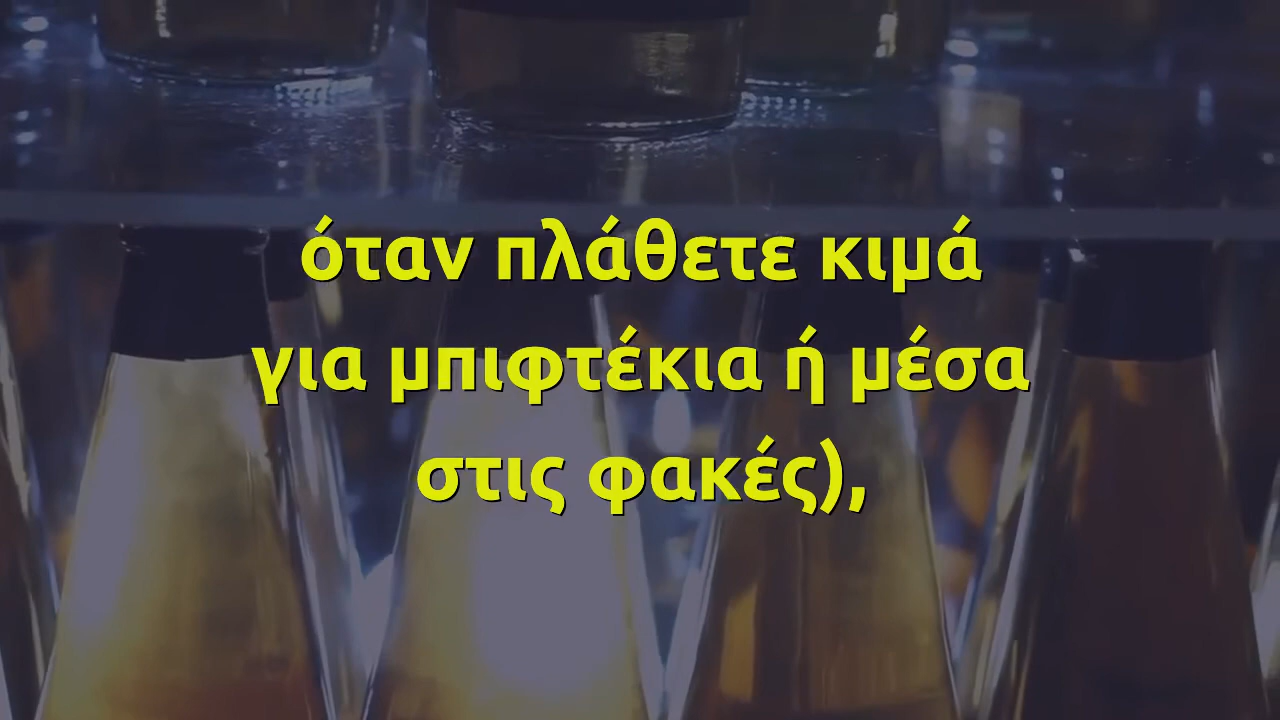 όταν πλάθετε κιμά
για μπιφτέκια ή μέσα
στις φακές),